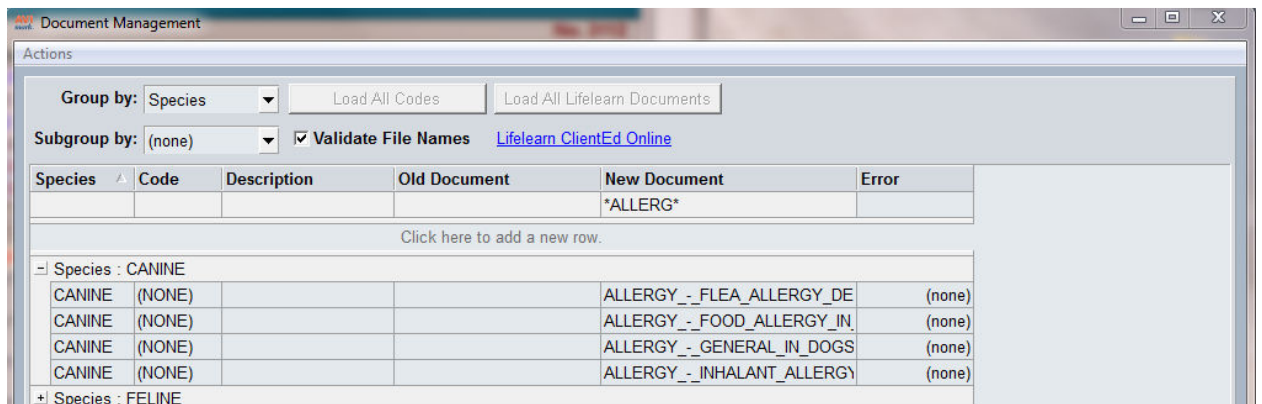 Document Management
Actions
Group by: Species Load All Codes Load All Lifelearn Documents
Subgroup by: (none) Validate File Names Lifelearn ClientEd Online
Species Code Description Old Document New Document Error
*ALLERG*
Click here to add a new row.
Species : CANINE
CANINE (NONE) ALLERGY_-_FLEA_ALLERGY_DE (none)
CANINE (NONE) ALLERGY_-_FOOD_ALLERGY_IN_ (none)
CANINE (NONE) ALLERGY_-_GENERAL_IN_DOGS (none)
CANINE (NONE) ALLERGY_-_INHALANT_ALLERGY (none)
Species : FELINE